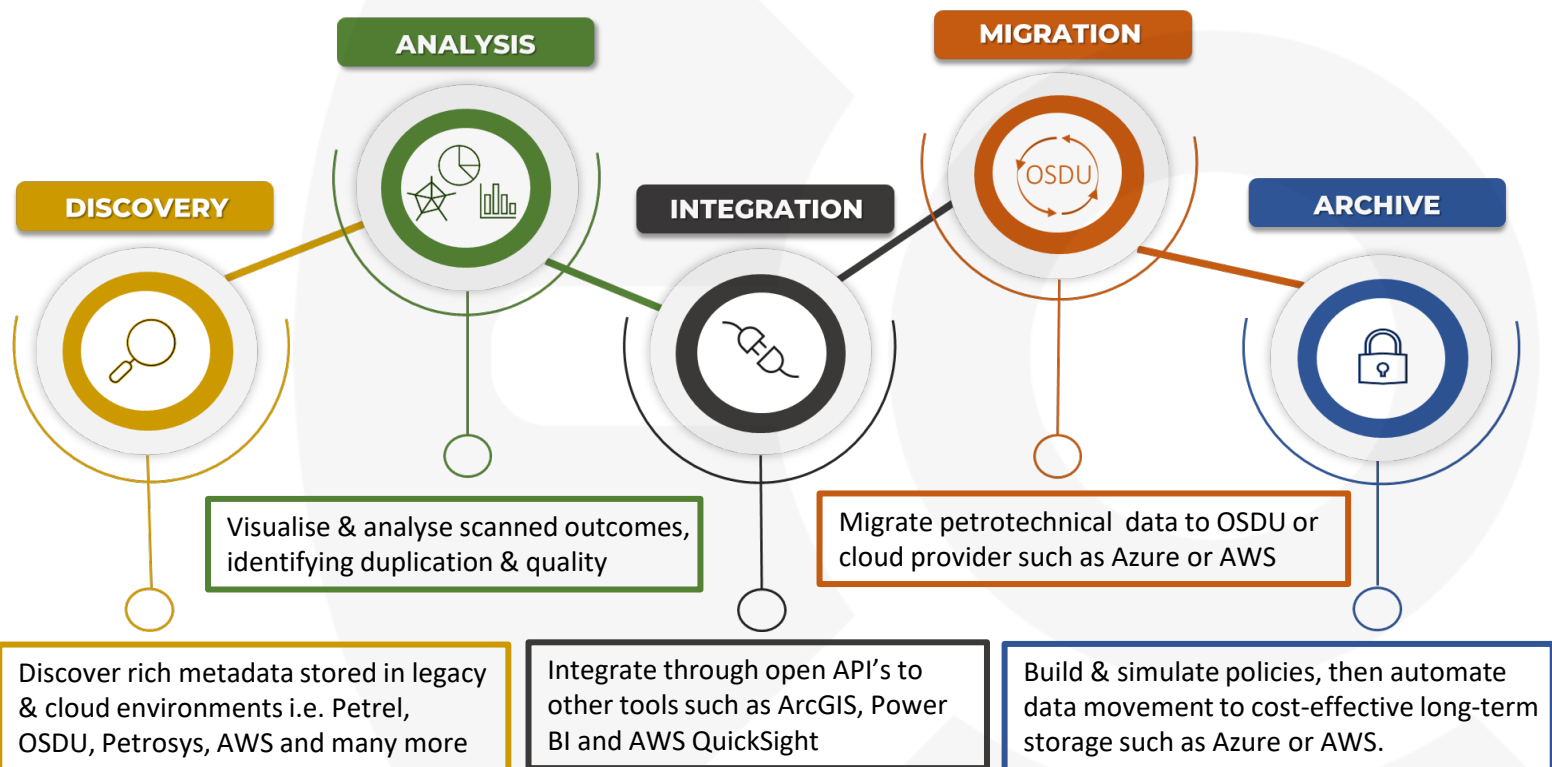 ANALYSIS
MIGRATION
DISCOVERY
INTEGRATION
ARCHIVE
OSDU
Visualise & analyse scanned outcomes,
identifying duplication & quality
Migrate petrotechnical data to OSDU or
cloud provider such as Azure or AWS
Discover rich metadata stored in legacy
& cloud environments i.e. Petrel,
OSDU, Petrosys, AWS and many more
Integrate through open API's to
other tools such as ArcGIS, Power
BI and AWS QuickSight
Build & simulate policies, then automate
data movement to cost-effective long-term
storage such as Azure or AWS.